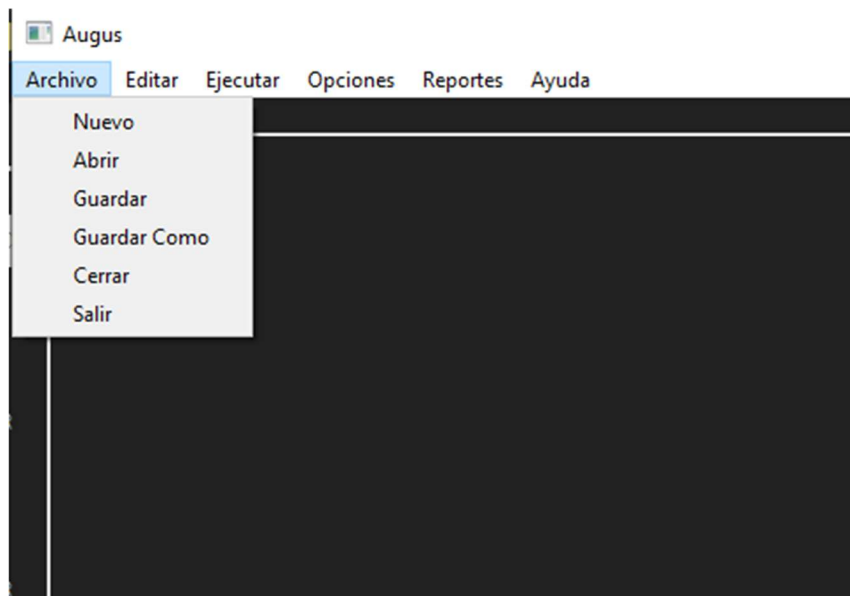 Augus
Archivo Editar Ejecutar Opciones Reportes Ayuda
Nuevo
Abrir
Guardar
Guardar Como
Cerrar
Salir